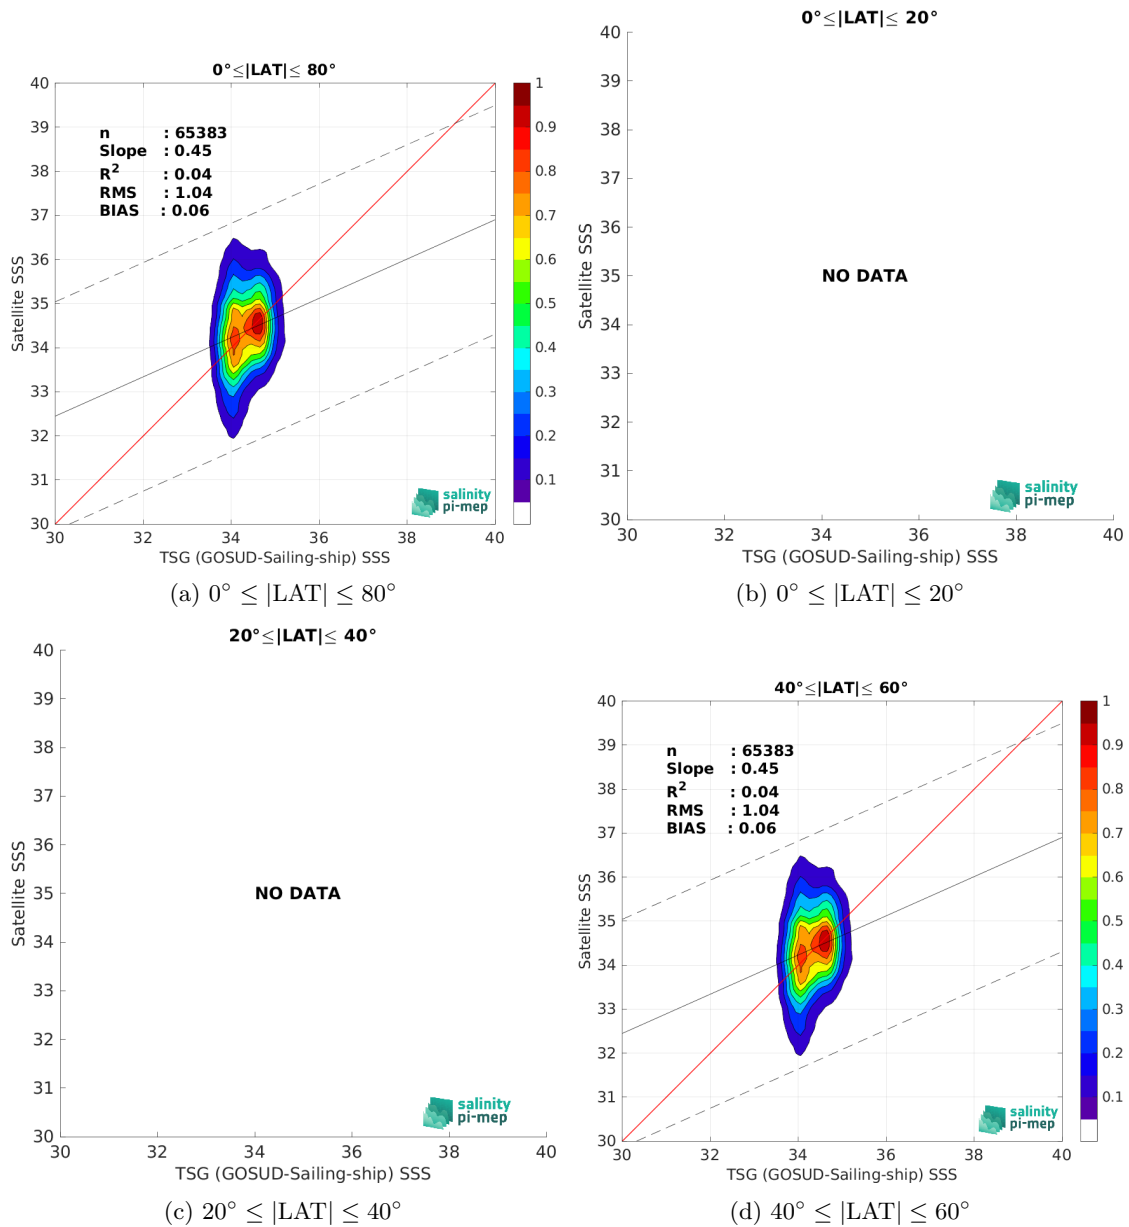 0°≤|LAT|≤ 80°
40
39
38
37
36
35
34
33
32
31
30
Satellite SSS
n : 65383
Slope : 0.45
R² : 0.04
RMS : 1.04
BIAS : 0.06
salinity
pi-mep
30 32 34 36 38 40
TSG (GOSUD-Sailing-ship) SSS
1
0.9
0.8
0.7
0.6
0.5
0.4
0.3
0.2
0.1
(a) 0° ≤ |LAT| ≤ 80°
0°≤|LAT|≤ 20°
40
39
38
37
36
35
34
33
32
31
30
Satellite SSS
NO DATA
salinity
pi-mep
30 32 34 36 38 40
TSG (GOSUD-Sailing-ship) SSS
(b) 0° ≤ |LAT| ≤ 20°
20°≤|LAT|≤ 40°
40
39
38
37
36
35
34
33
32
31
30
Satellite SSS
NO DATA
salinity
pi-mep
30 32 34 36 38 40
TSG (GOSUD-Sailing-ship) SSS
(c) 20° ≤ |LAT| ≤ 40°
40°≤|LAT|≤ 60°
40
39
38
37
36
35
34
33
32
31
30
Satellite SSS
n : 65383
Slope : 0.45
R² : 0.04
RMS : 1.04
BIAS : 0.06
salinity
pi-mep
30 32 34 36 38 40
TSG (GOSUD-Sailing-ship) SSS
1
0.9
0.8
0.7
0.6
0.5
0.4
0.3
0.2
0.1
(d) 40° ≤ |LAT| ≤ 60°